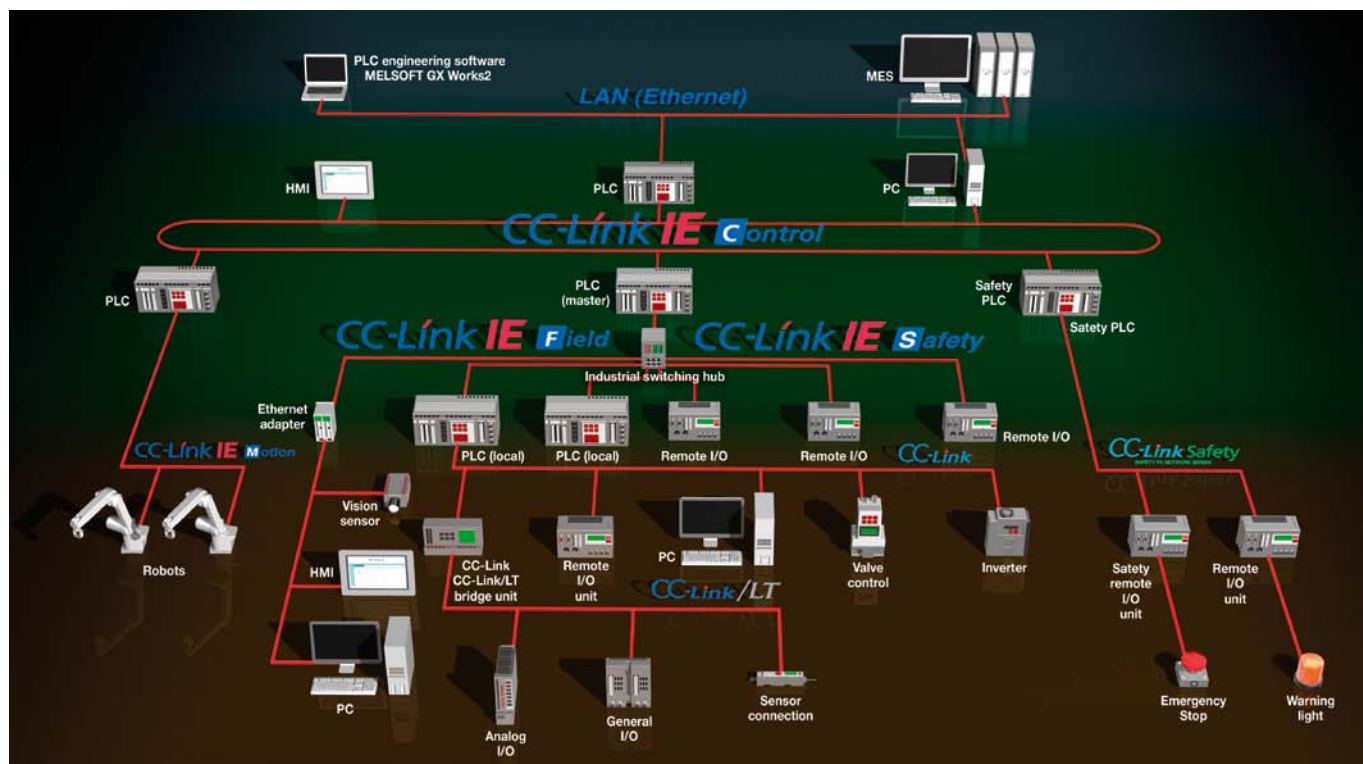 PLC engineering software
MELSOFT GX Works2
MES
LAN (Ethernet)
HMI
PLC
PC
CC-Link IE Control
PLC
PLC
(master)
Safety
PLC
Satety PLC
CC-Link IE Field
CC-Link IE Safety
Industrial switching hub
Ethernet
adapter
PLC (local)
PLC (local)
Remote I/O
Remote I/O
Remote I/O
CC-Link IE Motion
CC-Link
CC-Link Safety
Vision
sensor
Robots
HMI
CC-Link
CC-Link/LT
bridge unit
Remote
I/O
unit
PC
Valve
control
Inverter
Satety
remote
I/O
unit
Remote
I/O
unit
CC-Link/LT
PC
Analog
I/O
General
I/O
Sensor
connection
Emergency
Stop
Warning
light